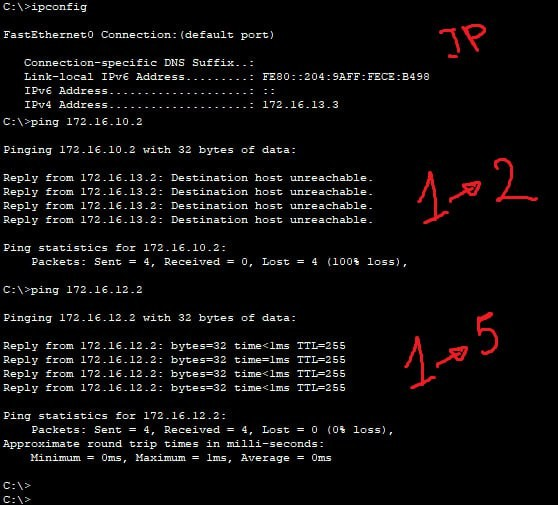 C:\>ipconfig
FastEthernet0 Connection:(default port)
IP
Connection-specific DNS Suffix..:
Link-local IPv6 Address.........: FE80::204:9AFF:FECE:B498
IPv6 Address....................: ::
IPv4 Address....................: 172.16.13.3
C:\>ping 172.16.10.2
Pinging 172.16.10.2 with 32 bytes of data:
Reply from 172.16.13.2: Destination host unreachable.
Reply from 172.16.13.2: Destination host unreachable.
Reply from 172.16.13.2: Destination host unreachable.
Reply from 172.16.13.2: Destination host unreachable.
1→2
Ping statistics for 172.16.10.2:
Packets: Sent = 4, Received = 0, Lost = 4 (100% loss),
C:\>ping 172.16.12.2
Pinging 172.16.12.2 with 32 bytes of data:
Reply from 172.16.12.2: bytes=32 time<1ms TTL=255
Reply from 172.16.12.2: bytes=32 time=1ms TTL=255
Reply from 172.16.12.2: bytes=32 time<1ms TTL=255
Reply from 172.16.12.2: bytes=32 time<1ms TTL=255
1→5
Ping statistics for 172.16.12.2:
Packets: Sent = 4, Received = 4, Lost = 0 (0% loss),
Approximate round trip times in milli-seconds:
Minimum = 0ms, Maximum = 1ms, Average = 0ms
C:\>
C:\>